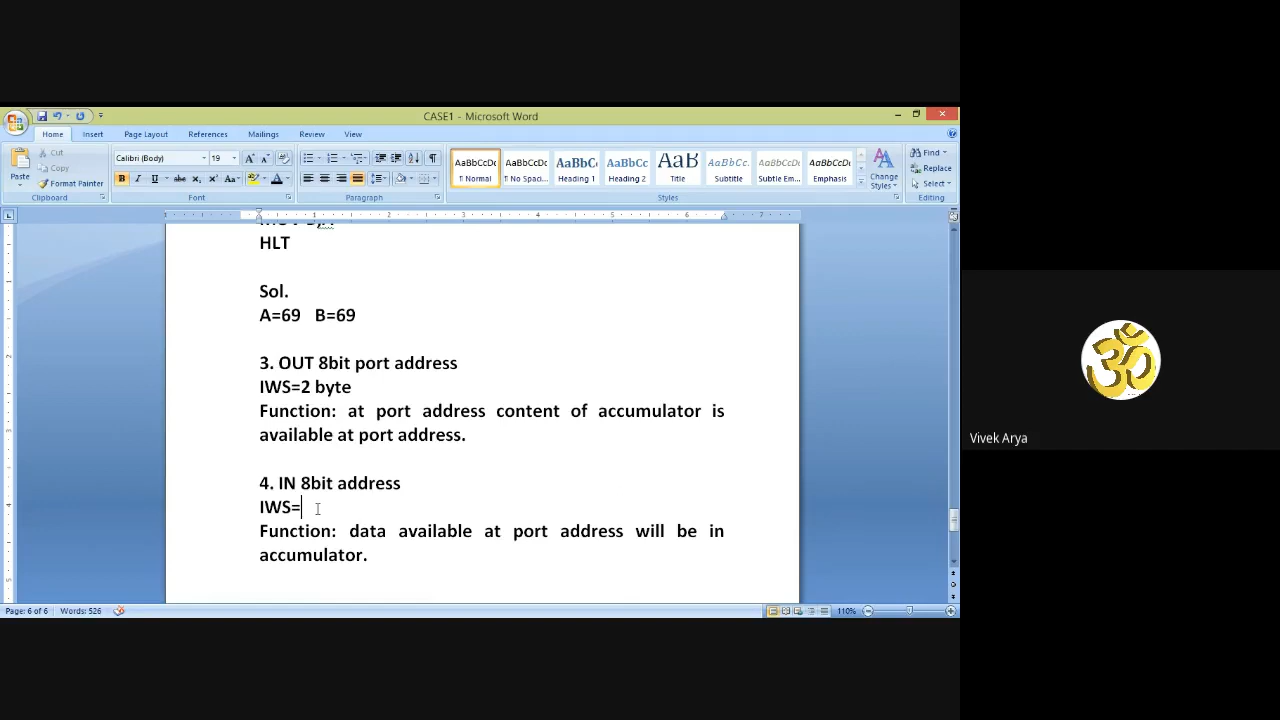 CASE1 - Microsoft Word
Home Insert Page Layout References Mailings Review View
Paste
Cut
Copy
Format Painter
Clipboard
Calibri (Body) 19
Font
Paragraph
AaBbCcDc AaBbCcDc AaBbC AaBbCc AaB AaBbCc. AaBbCcDc AaBbCcDc
¶ Normal ¶ No Spaci... Heading 1 Heading 2 Title Subtitle Subtle Em... Emphasis
Change Styles
Styles
Find
Replace
Select
Editing
HLT
Sol.
A=69 B=69
3. OUT 8bit port address
IWS=2 byte
Function: at port address content of accumulator is
available at port address.
4. IN 8bit address
IWS=
Function: data available at port address will be in
accumulator.
Page: 6 of 6 Words: 526 110%
Vivek Arya